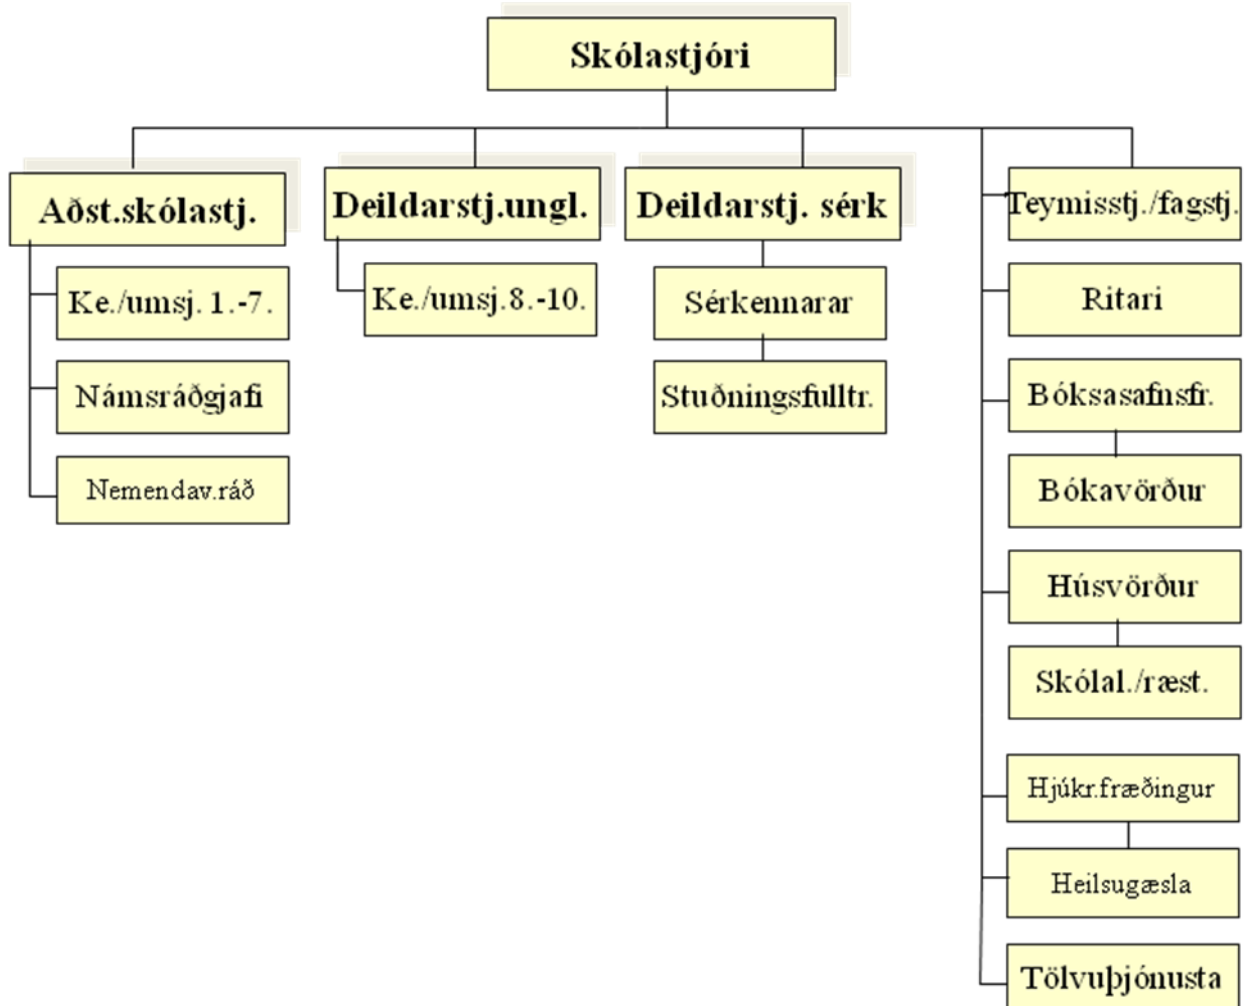 Skólastjóri
Aðst.skólastj.
Ke./umsj. 1.-7.
Námsráðgjafi
Nemendav.ráð
Deildarstj.ungl.
Ke./umsj.8.-10.
Deildarstj. sérk
Sérkennarar
Stuðningsfulltr.
Teymisstj./fagstj.
Ritari
Bóksasafnsfr.
Bókavörður
Húsvörður
Skólal./ræst.
Hjúkr.fræðingur
Heilsugæsla
Tölvuþjónusta